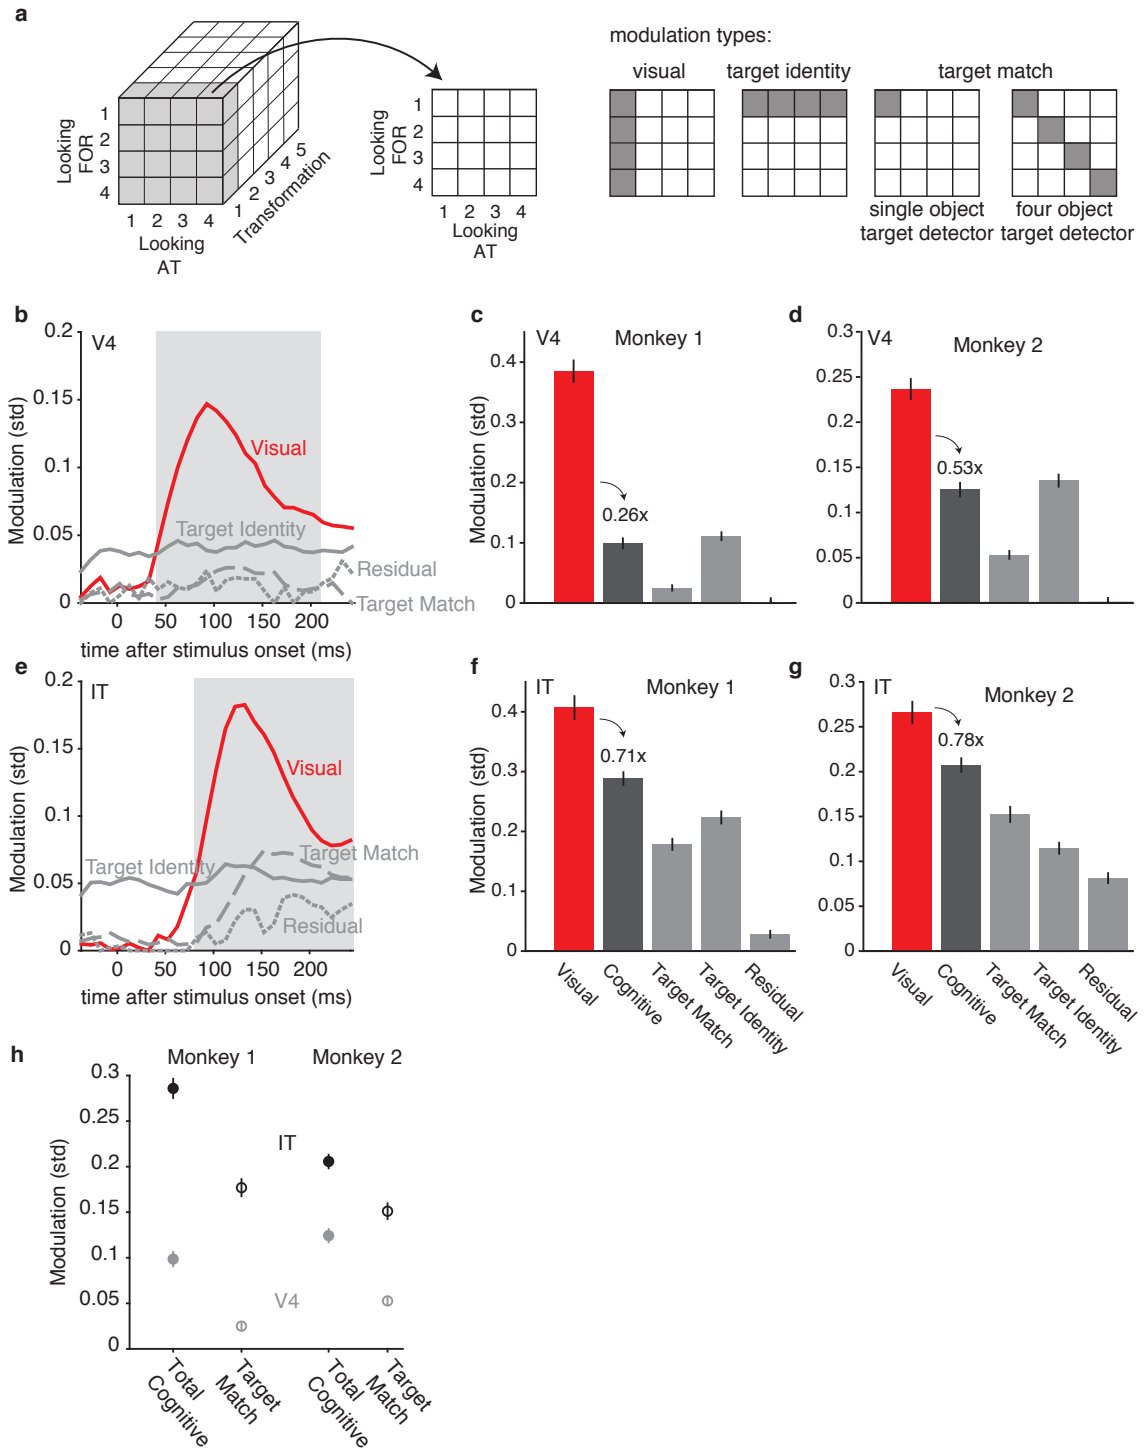 a
Looking
FOR
1
2
3
4
1 2 3 4
Looking
AT
1 2 3 4 5
Transformation
Looking
FOR
1
2
3
4
1 2 3 4
Looking
AT
modulation types:
visual
target identity
target match
single object
target detector
four object
target detector
b
V4
Modulation (std)
0.2
0.15
0.1
0.05
0
Visual
Target Identity
Residual
Target Match
0 50 100 150 200
time after stimulus onset (ms)
c
V4
Monkey 1
Modulation (std)
0.4
0.3
0.2
0.1
0
0.26x
d
V4
Monkey 2
0.3
0.25
0.2
0.15
0.1
0.05
0
0.53x
e
IT
Modulation (std)
0.2
0.15
0.1
0.05
0
Visual
Target Identity
Target Match
Residual
0 50 100 150 200
time after stimulus onset (ms)
f
IT
Monkey 1
Modulation (std)
0.4
0.3
0.2
0.1
0
0.71x
Visual
Cognitive
Target Match
Target Identity
Residual
g
IT
Monkey 2
0.3
0.25
0.2
0.15
0.1
0.05
0
0.78x
Visual
Cognitive
Target Match
Target Identity
Residual
h
Monkey 1
Monkey 2
Modulation (std)
0.3
0.25
0.2
0.15
0.1
0.05
0
IT
V4
Total
Cognitive
Target
Match
Total
Cognitive
Target
Match